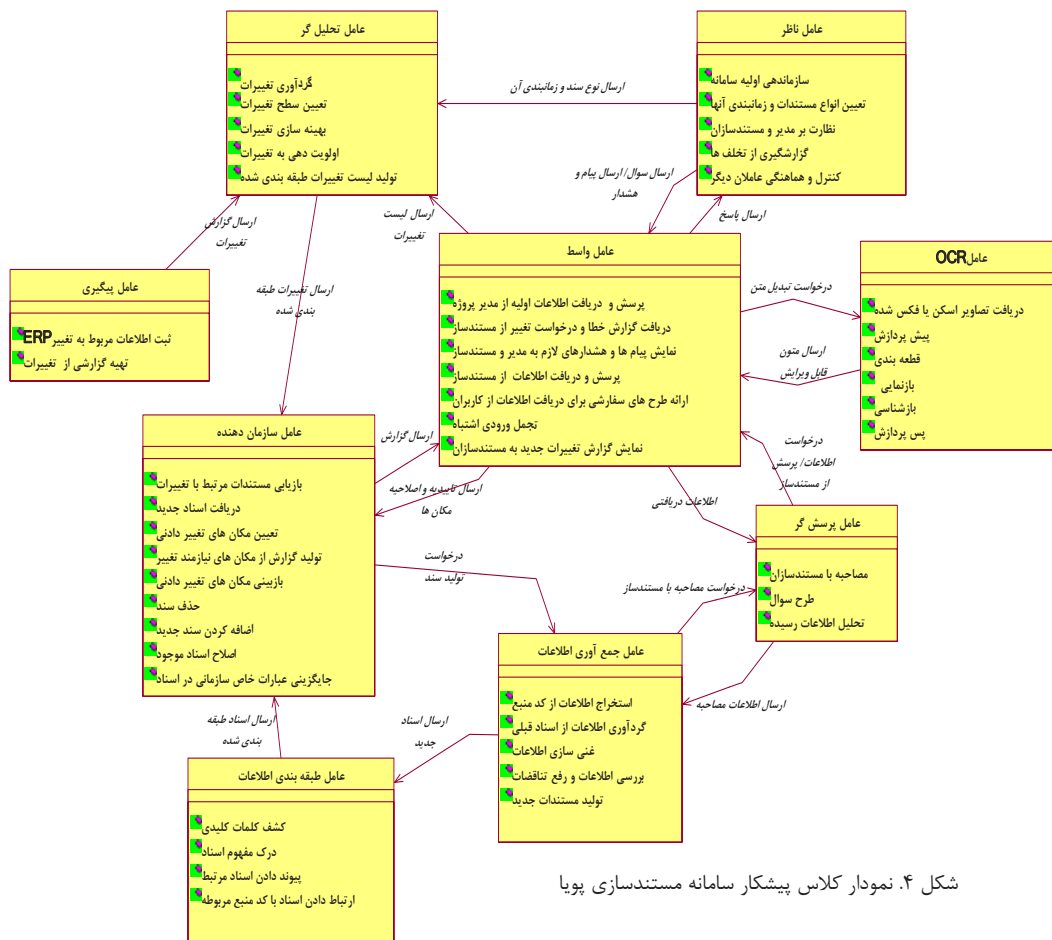 عامل ناظر
سازماندهی اولیه سامانه
تعیین انواع مستندات و زمانبندی آنها
نظارت بر مدیر و مستندسازان
گزارشگیری از تخلف ها
کنترل و هماهنگی عاملان دیگر
ارسال نوع سند و زمانبندی آن
عامل تحلیل گر
گردآوری تغییرات
تعیین سطح تغییرات
بهینه سازی تغییرات
اولویت دهی به تغییرات
تولید لیست تغییرات طبقه بندی شده
ارسال سوال/ ارسال پیام و
هشدار
ارسال پاسخ
ارسال لیست
تغییرات
ارسال گزارش
تغییرات
عامل واسط
پرسش و دریافت اطلاعات اولیه از مدیر پروژه
دریافت گزارش خطا و درخواست تغییر از مستندساز
نمایش پیام ها و هشدارهای لازم به مدیر و مستندساز
پرسش و دریافت اطلاعات از مستندساز
ارائه طرح های سفارشی برای دریافت اطلاعات از کاربران
تحمل ورودی اشتباه
نمایش گزارش تغییرات جدید به مستندسازان
عاملOCR
دریافت تصاویر اسکن یا فکس شده
پیش پردازش
قطعه بندی
بازنمایی
بازشناسی
پس پردازش
درخواست تبدیل متن
ارسال متون
قابل ویرایش
عامل پیگیری
ثبت اطلاعات مربوط به تغییرERP
تهیه گزارشی از تغییرات
ارسال تغییرات طبقه
بندی شده
عامل سازمان دهنده
بازیابی مستندات مرتبط با تغییرات
دریافت اسناد جدید
تعیین مکان های تغییر دادنی
تولید گزارش از مکان های نیازمند تغییر
بازبینی مکان های تغییر دادنی
حذف سند
اضافه کردن سند جدید
اصلاح اسناد موجود
جایگزینی عبارات خاص سازمانی در اسناد
ارسال گزارش
ارسال تاییدیه و اصلاحیه
مکان ها
درخواست
اطلاعات/ پرسش
از مستندساز
اطلاعات دریافتی
عامل پرسش گر
مصاحبه با مستندسازان
طرح سوال
تحلیل اطلاعات رسیده
درخواست
تولید سند
درخواست مصاحبه با مستندساز
ارسال اطلاعات مصاحبه
عامل جمع آوری اطلاعات
استخراج اطلاعات از کد منبع
گردآوری اطلاعات از اسناد قبلی
غنی سازی اطلاعات
بررسی اطلاعات و رفع تناقضات
تولید مستندات جدید
ارسال اسناد
جدید
ارسال اسناد طبقه
بندی شده
عامل طبقه بندی اطلاعات
کشف کلمات کلیدی
درک مفهوم اسناد
پیوند دادن اسناد مرتبط
ارتباط دادن اسناد با کد منبع مربوطه
شکل ۴. نمودار کلاس پیشکار سامانه مستندسازی پویا